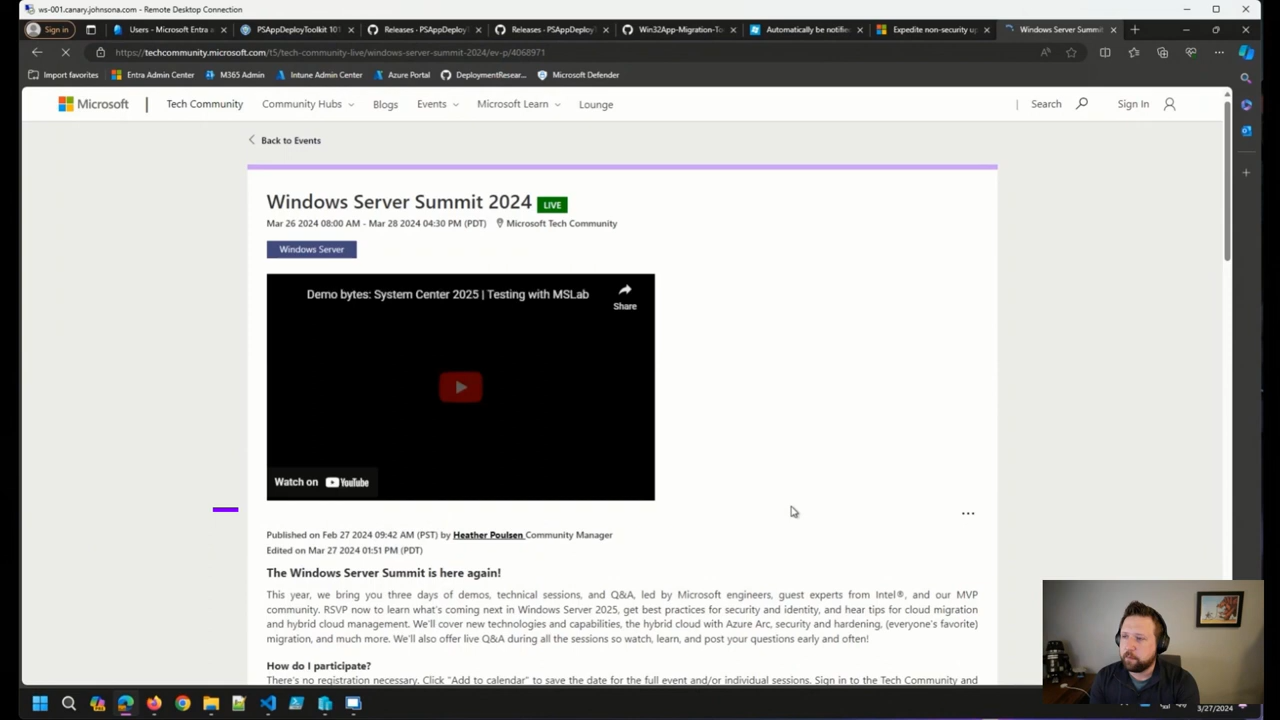 ws-001.canary.johnsona.com - Remote Desktop Connection
Sign in
Users - Microsoft Entra a
PSAppDeployToolkit 101
Releases · PSAppDeployT
Releases · PSAppDeployT
Win32App-Migration-To
Automatically be notifie
Expedite non-security u
Windows Server Summit
https://techcommunity.microsoft.com/t5/tech-community-live/windows-server-summit-2024/ev-p/4068971
Import favorites
Entra Admin Center
M365 Admin
Intune Admin Center
Azure Portal
DeploymentResear...
Microsoft Defender
Microsoft
Tech Community
Community Hubs
Blogs
Events
Microsoft Learn
Lounge
Search
Sign In
Back to Events
Windows Server Summit 2024 LIVE
Mar 26 2024 08:00 AM - Mar 28 04:30 PM (PDT) Microsoft Tech Community
Windows Server
Demo bytes: System Center 2025 | Testing with MSLab
Share
Watch on YouTube
Published on Feb 27 2024 09:42 AM (PST) by Heather Poulsen Community Manager
Edited on Mar 27 2024 01:51 PM (PDT)
The Windows Server Summit is here again!
This year, we bring you three days of demos, technical sessions, and Q&A, led by Microsoft engineers, guest experts from Intel®, and our MVP
community. RSVP now to learn what's coming next in Windows Server 2025, get best practices for security and identity, and hear tips for cloud migration
and hybrid cloud management. We'll cover new technologies and capabilities, the hybrid cloud with Azure Arc, security and hardening, (everyone's favorite)
migration, and much more. We'll also offer live Q&A during all the sessions so watch, learn, and post your questions early and often!
How do I participate?
There's no registration necessary. Click "Add to calendar" to save the date for the full event and/or individual sessions. Sign in to the Tech Community and
3/27/2024